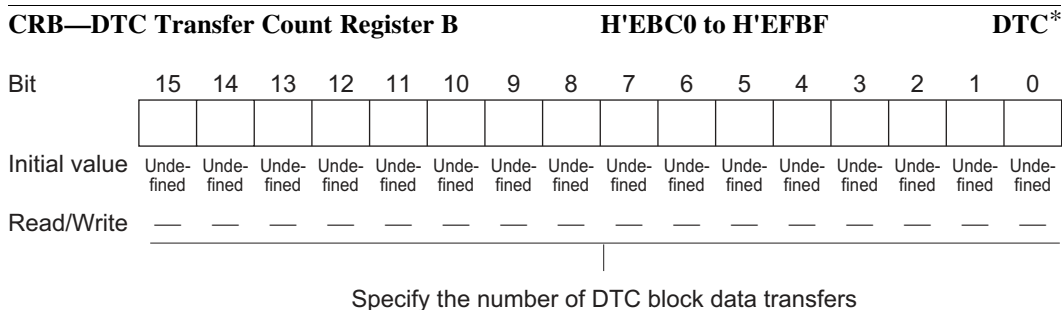 CRB—DTC Transfer Count Register B H'EBC0 to H'EFBF DTC*
Bit 15 14 13 12 11 10 9 8 7 6 5 4 3 2 1 0
Initial value Unde- Unde- Unde- Unde- Unde- Unde- Unde- Unde- Unde- Unde- Unde- Unde- Unde- Unde- Unde- Unde-
fined fined fined fined fined fined fined fined fined fined fined fined fined fined fined fined
Read/Write — — — — — — — — — — — — — — — —
Specify the number of DTC block data transfers